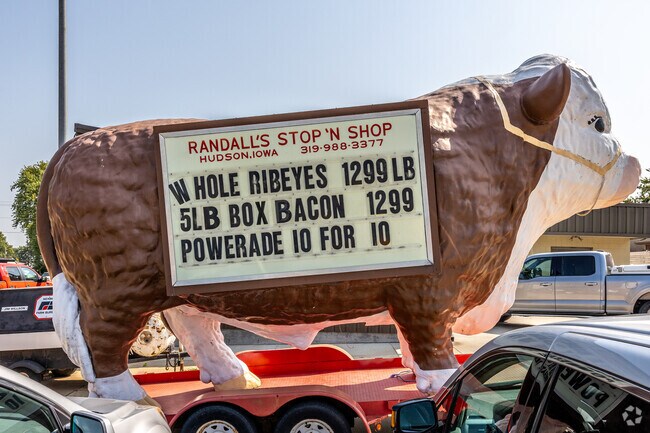 RANDALL'S STOP 'N SHOP
HUDSON, IOWA 319-988-3377
WHOLE RIBEYES 1299 LB
5LB BOX BACON 1299
POWERADE 10 FOR 10